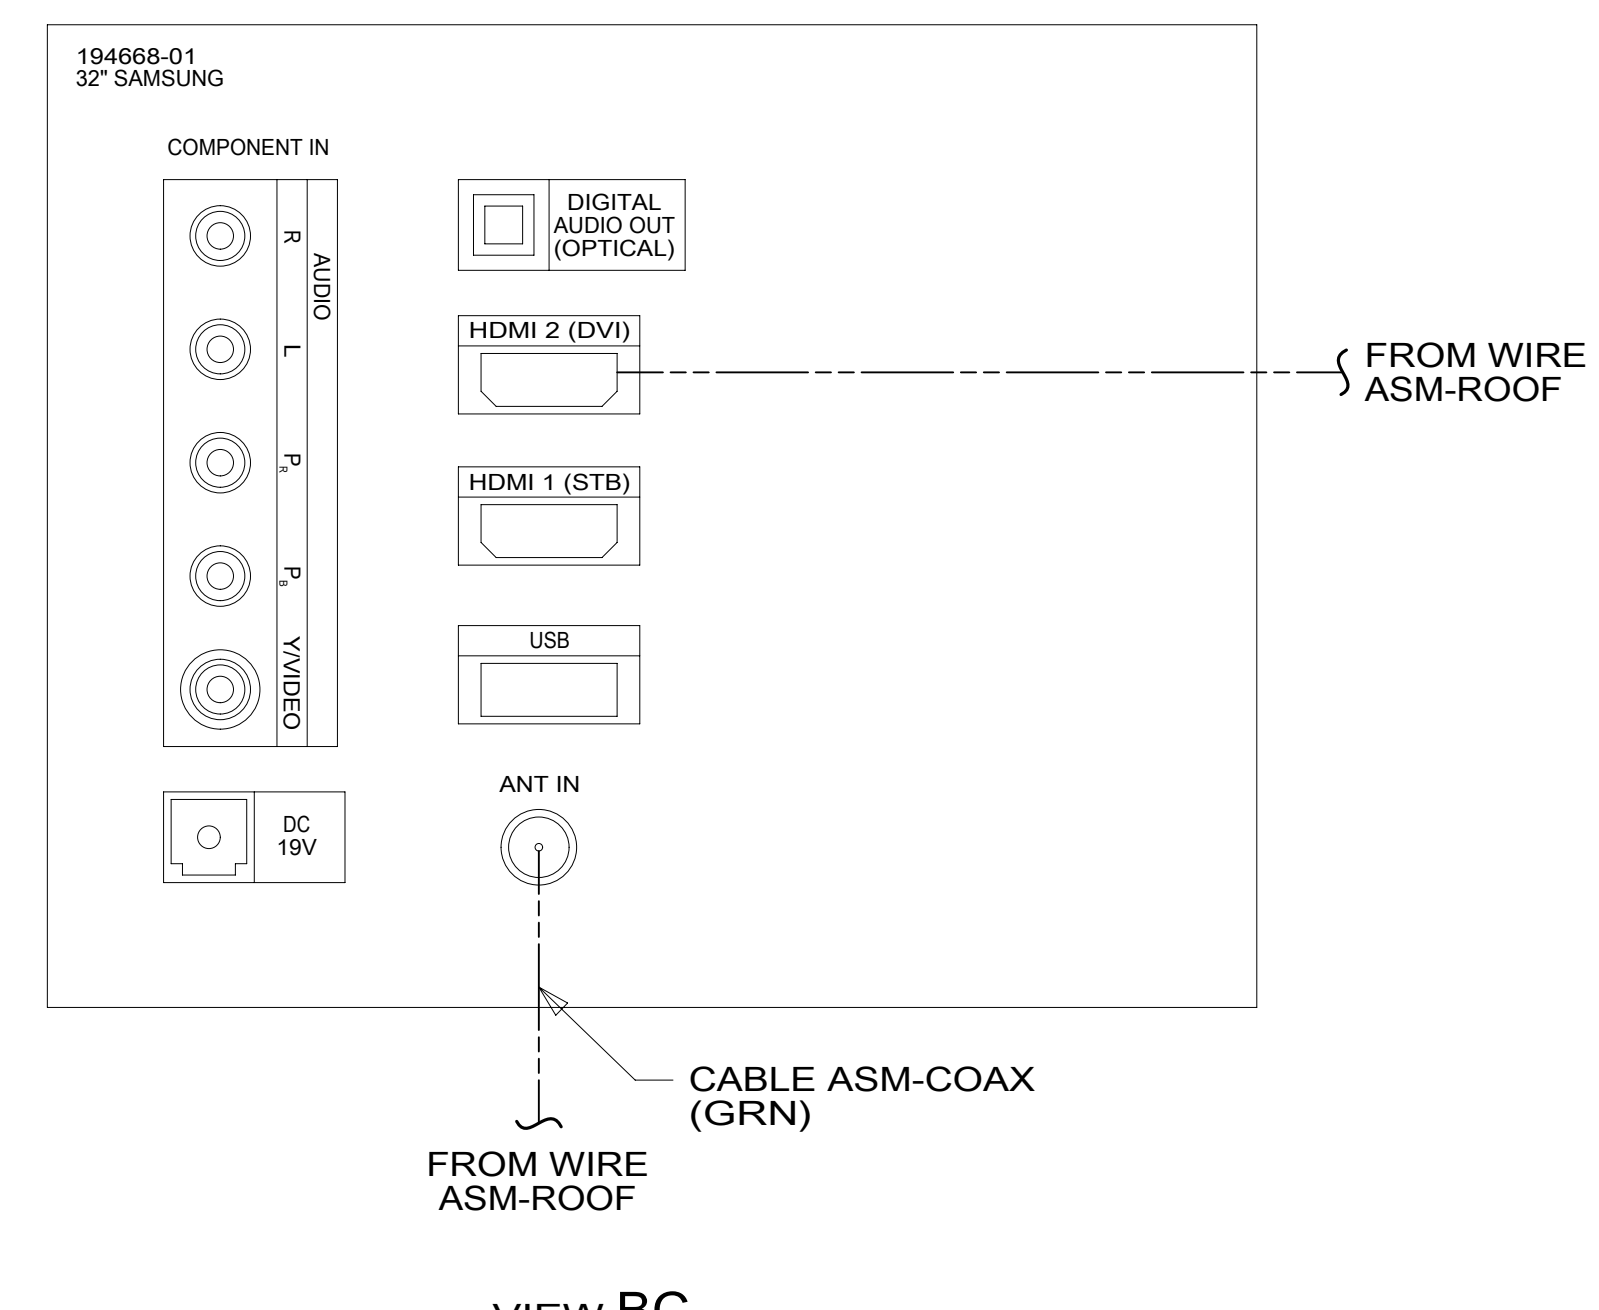 194668-01
32" SAMSUNG
COMPONENT IN
R
L
PR
PB
Y/VIDEO
AUDIO
DIGITAL
AUDIO OUT
(OPTICAL)
HDMI 2 (DVI)
FROM WIRE
ASM-ROOF
HDMI 1 (STB)
USB
DC
19V
ANT IN
CABLE ASM-COAX
(GRN)
FROM WIRE
ASM-ROOF
VIEW BC